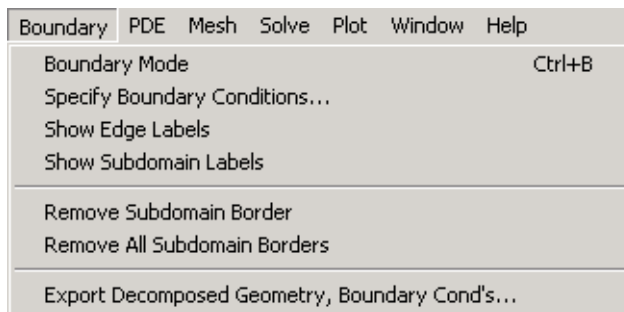 Boundary PDE Mesh Solve Plot Window Help
Boundary Mode Ctrl+B
Specify Boundary Conditions...
Show Edge Labels
Show Subdomain Labels
Remove Subdomain Border
Remove All Subdomain Borders
Export Decomposed Geometry, Boundary Cond's...